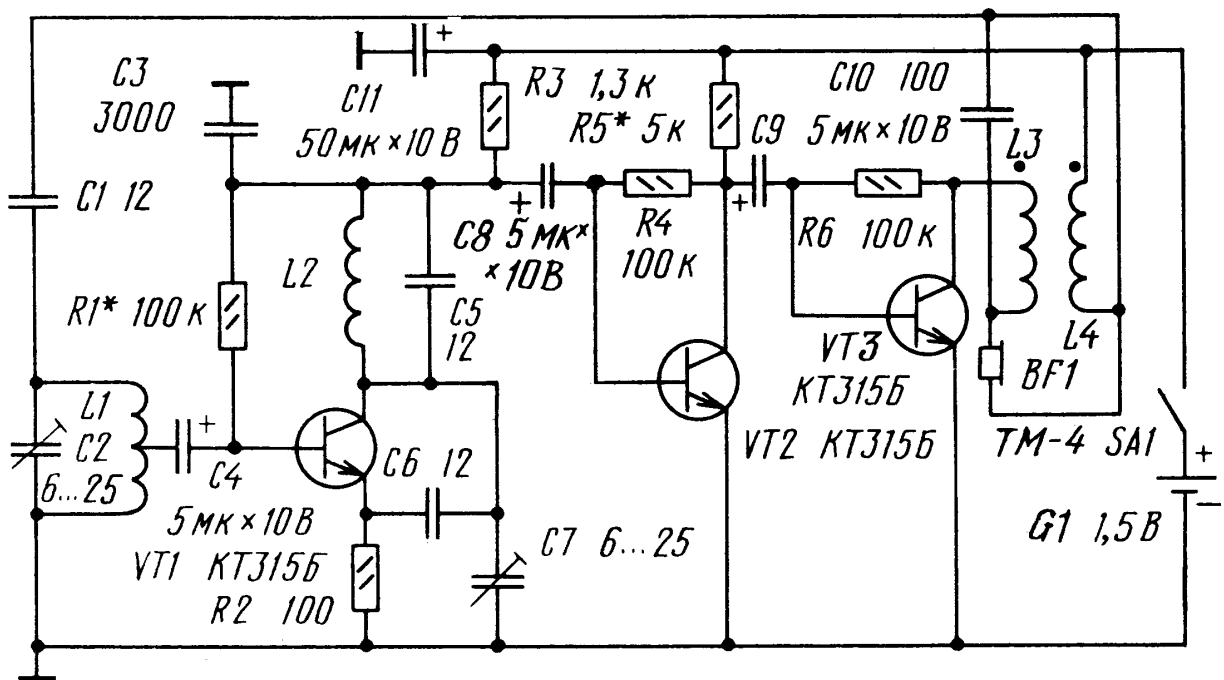 C3
3000
C11
50мк×10В
R3 1,3к
R5* 5к
C9
C10 100
5мк×10В
L3
C1 12
C8 5мк×
×10В
R4
100к
R6 100к
L2
R1* 100к
C5
12
L4
VT3
КТ315Б
BF1
TM-4
SA1
L1
C2
6...25
C4
5мк×10В
C6 12
VT2 КТ315Б
+
–
G1 1,5В
VT1 КТ315Б
R2 100
C7 6...25
+
+
+
+